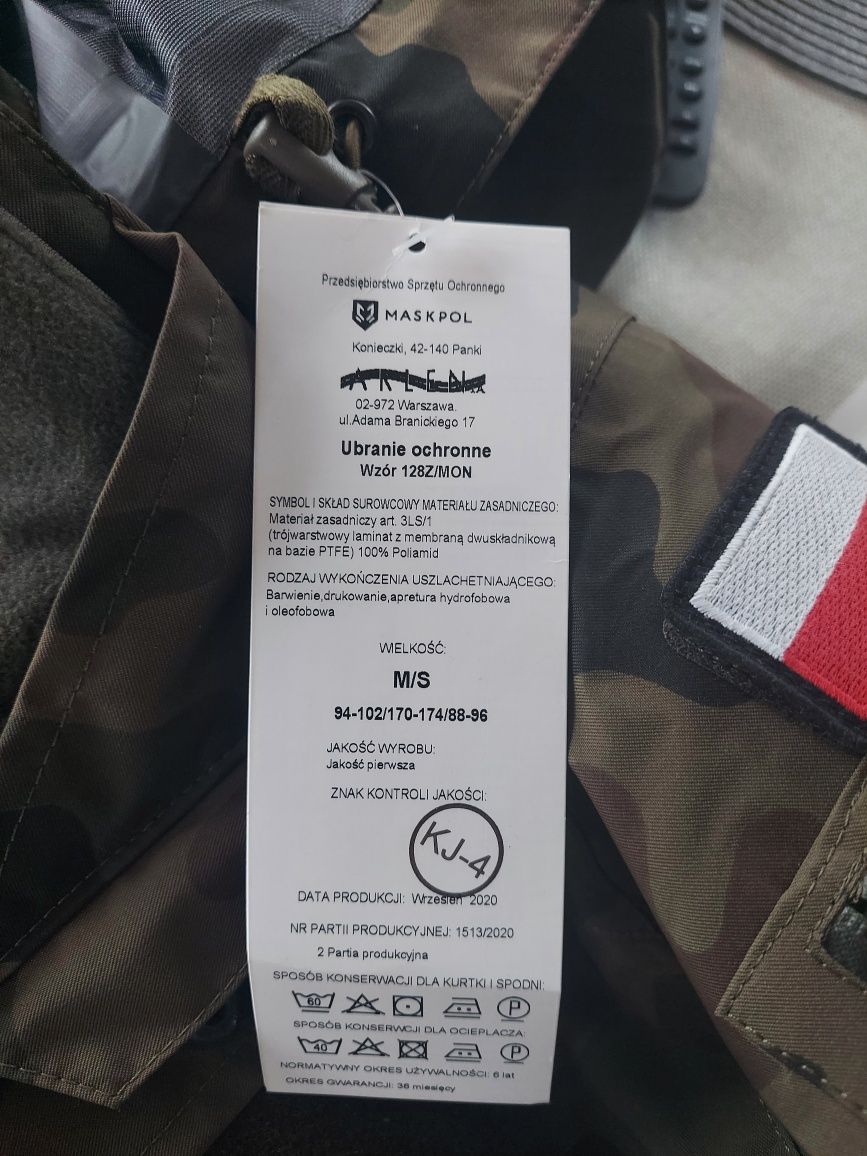 Przedsiębiorstwo Sprzętu Ochronnego
MASKPOL
Konieczki, 42-140 Panki
ARLEN S.A.
02-972 Warszawa.
ul.Adama Branickiego 17
Ubranie ochronne
Wzór 128Z/MON
SYMBOL I SKŁAD SUROWCOWY MATERIAŁU ZASADNICZEGO:
Materiał zasadniczy art. 3LS/1
(trójwarstwowy laminat z membraną dwuskładnikową
na bazie PTFE) 100% Poliamid
RODZAJ WYKOŃCZENIA USZLACHETNIAJĄCEGO:
Barwienie,drukowanie,apretura hydrofobowa
i oleofobowa
WIELKOŚĆ:
M/S
94-102/170-174/88-96
JAKOŚĆ WYROBU:
Jakość pierwsza
ZNAK KONTROLI JAKOŚCI:
KJ-4
DATA PRODUKCJI: Wrzesień 2020
NR PARTII PRODUKCYJNEJ: 1513/2020
2 Partia produkcyjna
SPOSÓB KONSERWACJI DLA KURTKI I SPODNI:
60 P
SPOSÓB KONSERWCJI DLA OCIEPLACZA:
40 P
NORMATYWNY OKRES UŻYWALNOŚCI: 6 lat
OKRES GWARANCJI: 36 miesięcy